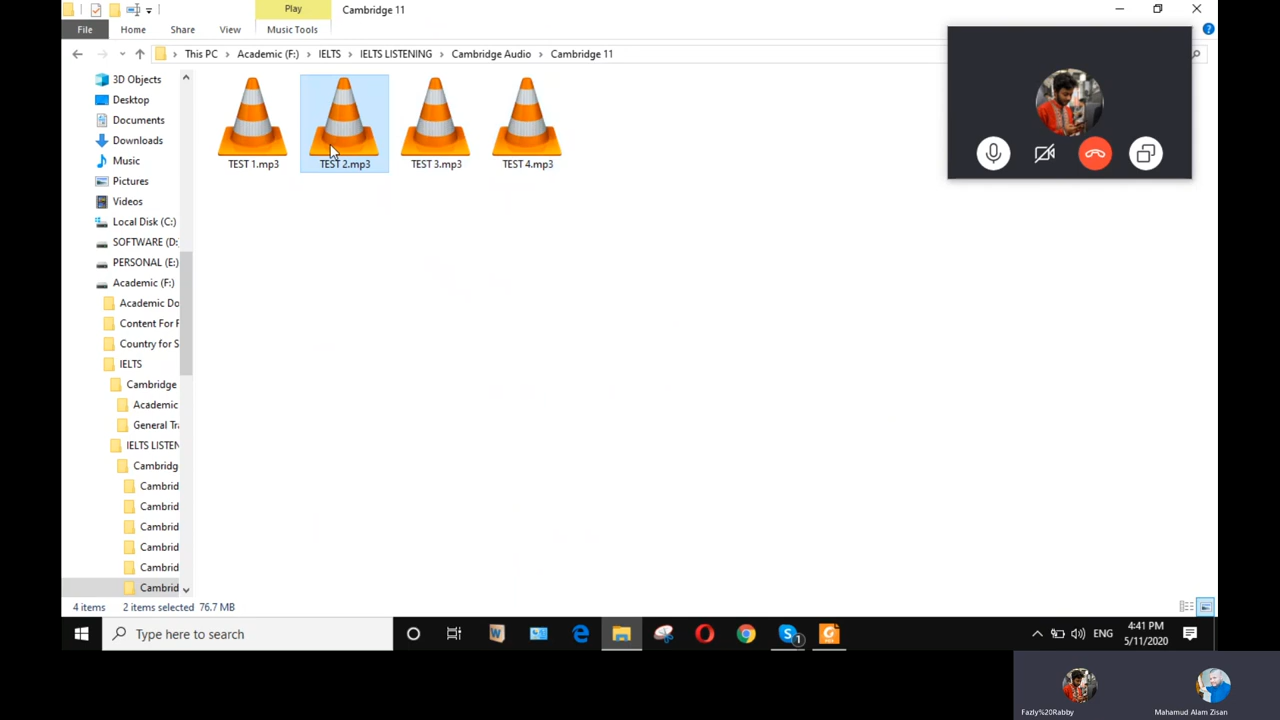 Play
Cambridge 11
File
Home
Share
View
Music Tools
This PC
Academic (F:)
IELTS
IELTS LISTENING
Cambridge Audio
Cambridge 11
3D Objects
Desktop
Documents
Downloads
Music
Pictures
Videos
Local Disk (C:)
SOFTWARE (D:
PERSONAL (E:)
Academic (F:)
Academic Do
Content For F
Country for S
IELTS
Cambridge
Academic
General Tra
IELTS LISTEN
Cambridg
Cambrid
Cambrid
Cambrid
Cambrid
Cambrid
Cambrid
TEST 1.mp3
TEST 2.mp3
TEST 3.mp3
TEST 4.mp3
4 items
2 items selected 76.7 MB
Type here to search
1
ENG
4:41 PM
5/11/2020
Fazly%20Rabby
Mahamud Alam Zisan